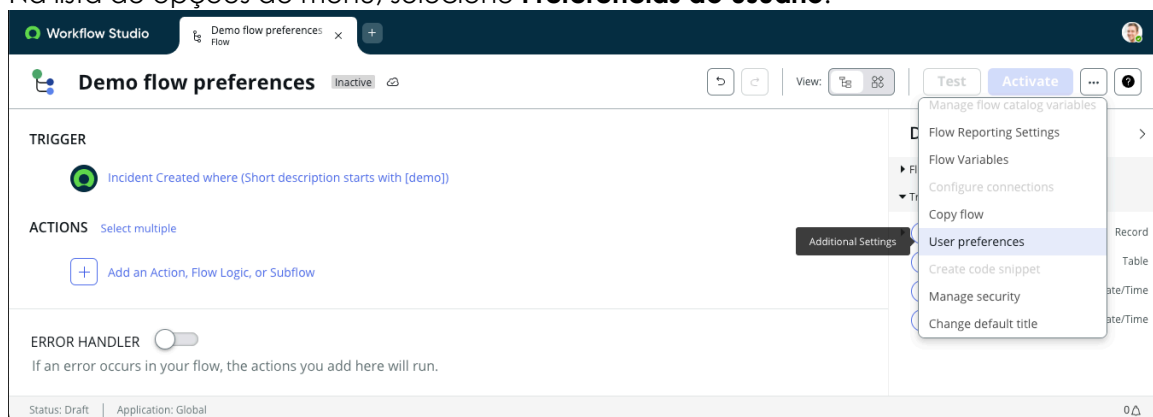 Na lista de opções do menu, selecione Preferências do usuário.
Workflow Studio
Demo flow preferences
Flow
Demo flow preferences
Inactive
View:
Test
Activate
Manage flow catalog variables
TRIGGER
Flow Reporting Settings
Incident Created where (Short description starts with [demo])
Flow Variables
Configure connections
Copy flow
ACTIONS Select multiple
Record
Additional Settings
User preferences
Table
Add an Action, Flow Logic, or Subflow
Create code snippet
Manage security
ate/Time
Change default title
ate/Time
ERROR HANDLER
If an error occurs in your flow, the actions you add here will run.
Status: Draft | Application: Global
0